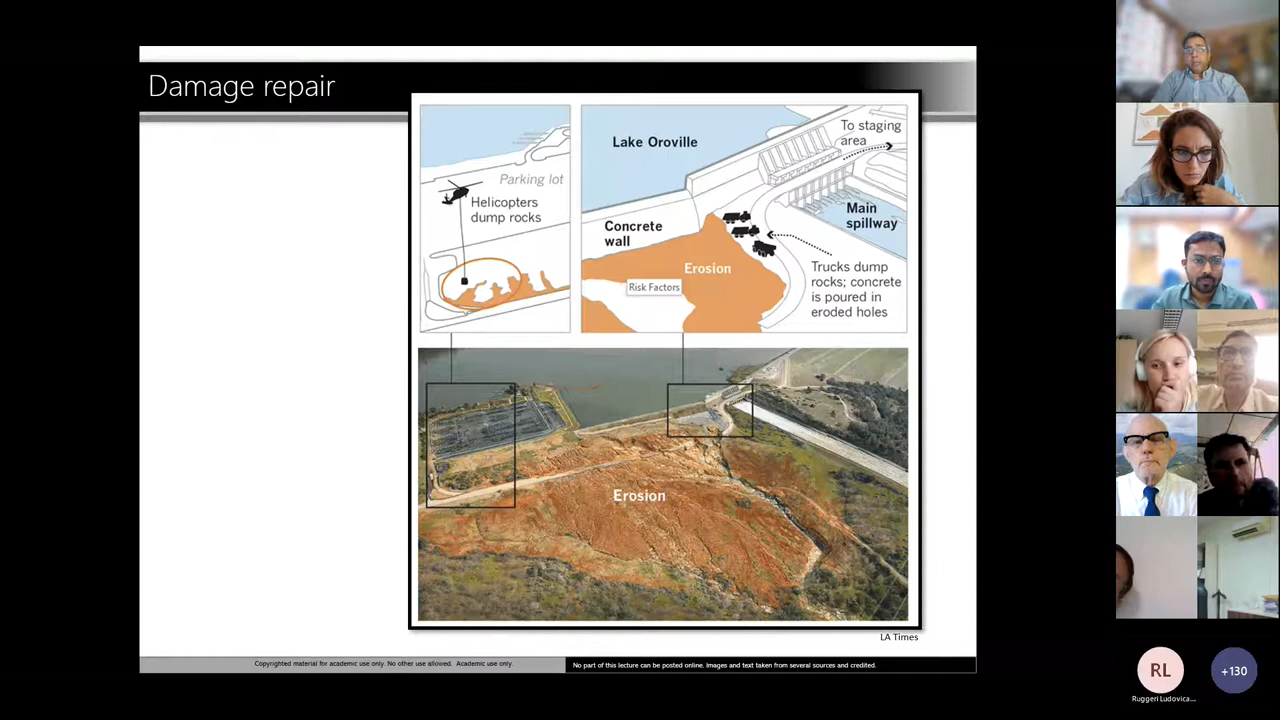 Damage repair
Parking lot
Helicopters
dump rocks
Lake Oroville
To staging
area
Concrete
wall
Main
spillway
Erosion
Risk Factors
Trucks dump
rocks; concrete
is poured in
eroded holes
Erosion
LA Times
Copyrighted material for academic use only. No other use allowed. Academic use only.
No part of this lecture can be posted online. Images and text taken from several sources and credited.
RL
+130
Ruggeri Ludovica...